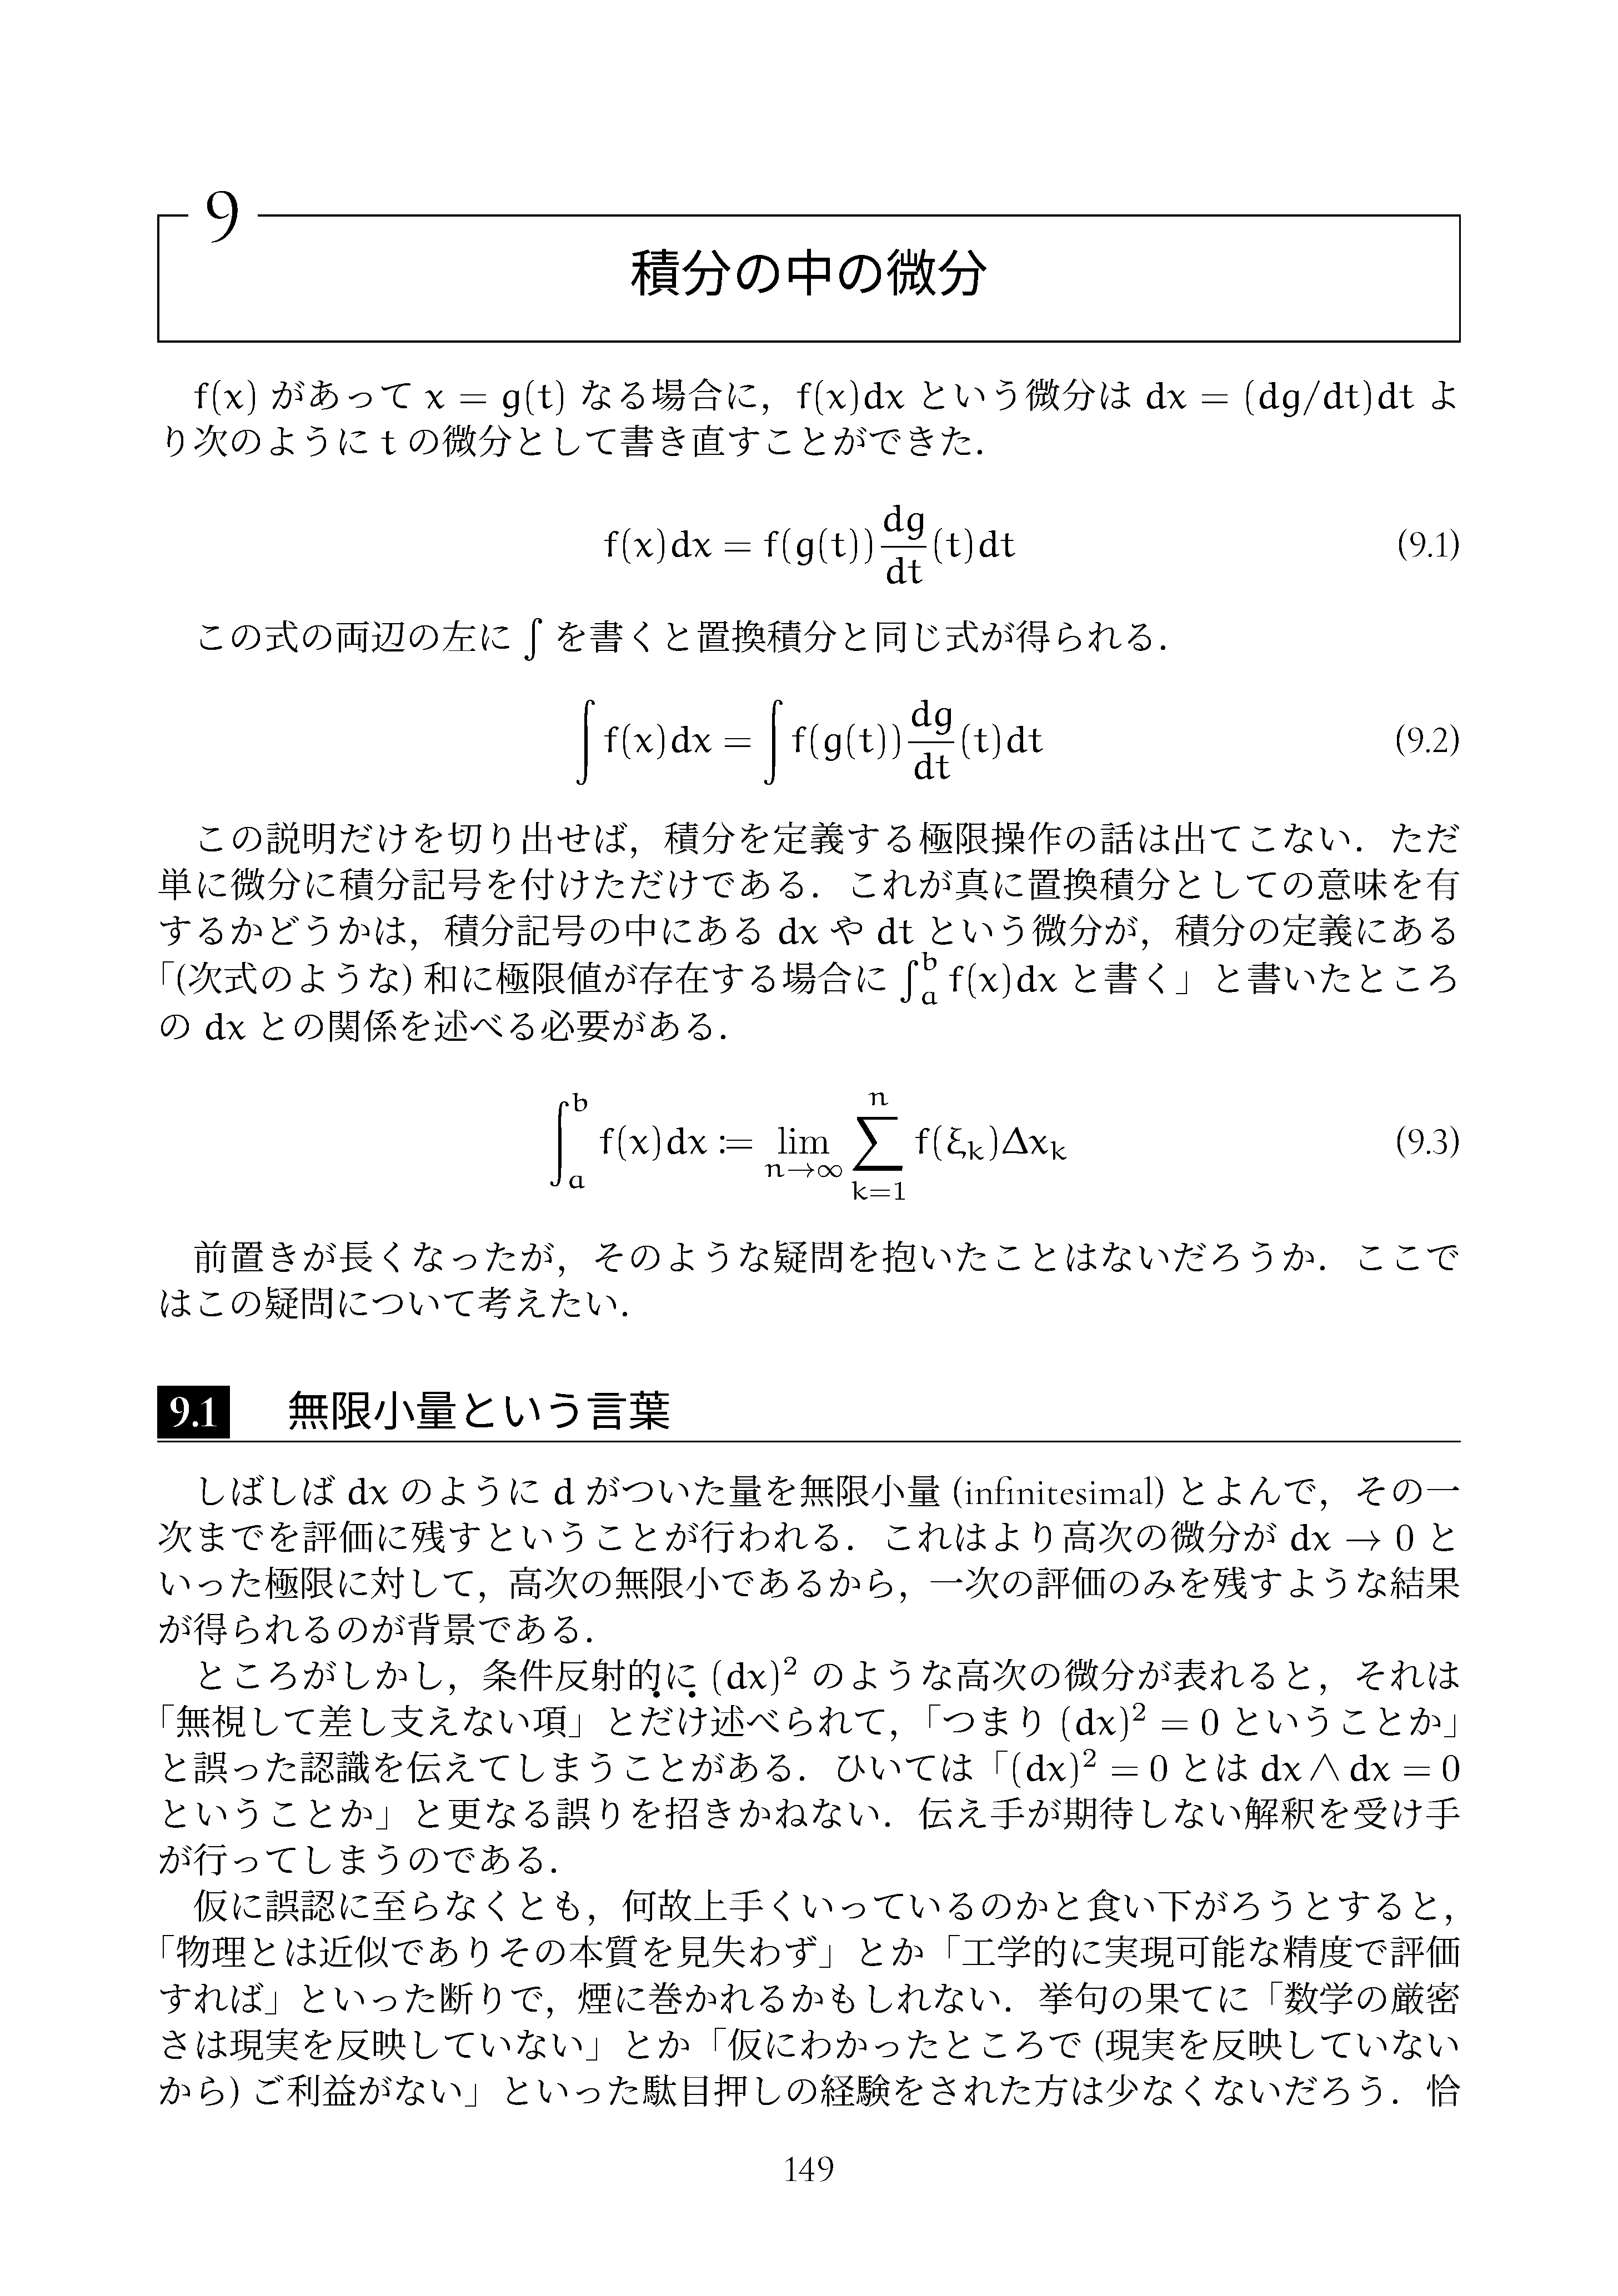 9
積分の中の微分
f(x) があって x = g(t) なる場合に，f(x)dx という微分は dx = (dg/dt)dt よ
り次のように t の微分として書き直すことができた．
f(x)dx = f(g(t)) dg/dt (t)dt (9.1)
この式の両辺の左に ∫ を書くと置換積分と同じ式が得られる．
∫ f(x)dx = ∫ f(g(t)) dg/dt (t)dt (9.2)
この説明だけを切り出せば，積分を定義する極限操作の話は出てこない．ただ
単に微分に積分記号を付けただけである．これが真に置換積分としての意味を有
するかどうかは，積分記号の中にある dx や dt という微分が，積分の定義にある
「(次式のような) 和に極限値が存在する場合に ∫_a^b f(x)dx と書く」と書いたところ
の dx との関係を述べる必要がある．
∫_a^b f(x)dx := lim_{n→∞} ∑_{k=1}^n f(ξ_k)Δx_k (9.3)
前置きが長くなったが，そのような疑問を抱いたことはないだろうか．ここで
はこの疑問について考えたい．
9.1 無限小量という言葉
しばしば dx のように d がついた量を無限小量 (infinitesimal) とよんで，その一
次までを評価に残すということが行われる．これはより高次の微分が dx → 0 と
いった極限に対して，高次の無限小であるから，一次の評価のみを残すような結果
が得られるのが背景である．
ところがしかし，条件反射的に (dx)² のような高次の微分が表れると，それは
「無視して差し支えない項」とだけ述べられて，「つまり (dx)² = 0 ということか」
と誤った認識を伝えてしまうことがある．ひいては「(dx)² = 0 とは dx ∧ dx = 0
ということか」と更なる誤りを招きかねない．伝え手が期待しない解釈を受け手
が行ってしまうのである．
仮に誤認に至らなくとも，何故上手くいっているのかと食い下がろうとすると，
「物理とは近似でありその本質を見失わず」とか「工学的に実現可能な精度で評価
すれば」といった断りで，煙に巻かれるかもしれない．挙句の果てに「数学の厳密
さは現実を反映していない」とか「仮にわかったところで (現実を反映していない
から) ご利益がない」といった駄目押しの経験をされた方は少なくないだろう．恰
149